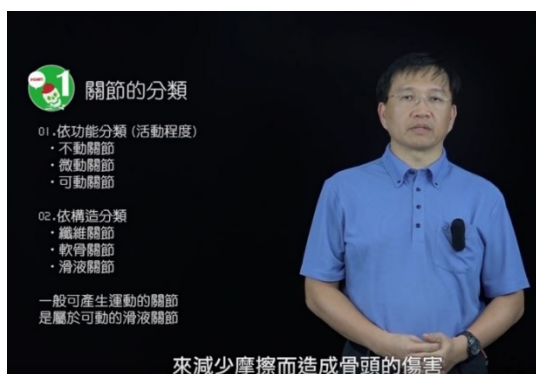 POINT 1
關節的分類
01.依功能分類(活動程度)
・不動關節
・微動關節
・可動關節
02.依構造分類
・纖維關節
・軟骨關節
・滑液關節
一般可產生運動的關節
是屬於可動的滑液關節
來減少摩擦而造成骨頭的傷害